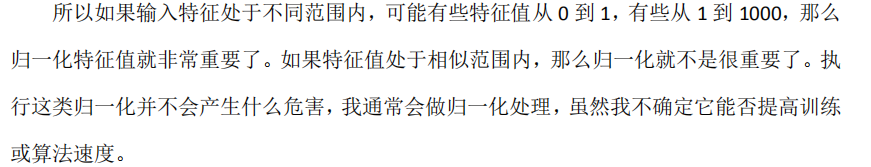 所以如果输入特征处于不同范围内，可能有些特征值从 0 到 1，有些从 1 到 1000，那么
归一化特征值就非常重要了。如果特征值处于相似范围内，那么归一化就不是很重要了。执
行这类归一化并不会产生什么危害，我通常会做归一化处理，虽然我不确定它能否提高训练
或算法速度。